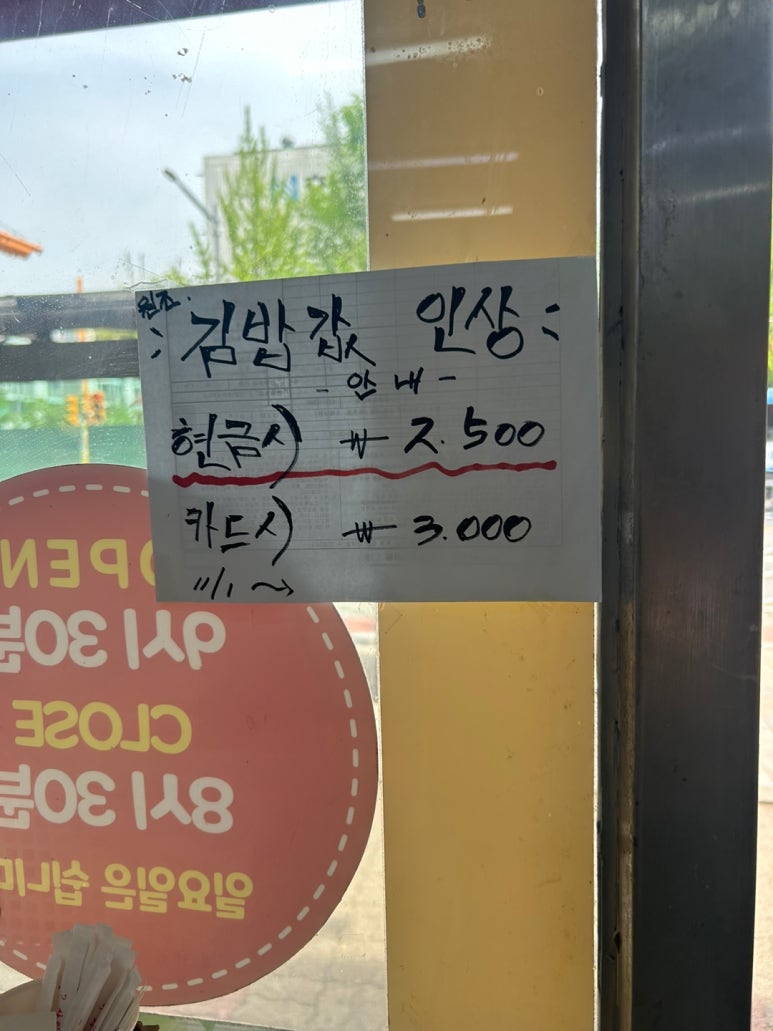 원조
김밥 값 인상
- 안내 -
현금시) ₩ 2.500
카드시) ₩ 3.000
11/1 ~>
OPEN
9시 30분
CLOSE
8시 30분
일요일은 쉽니다